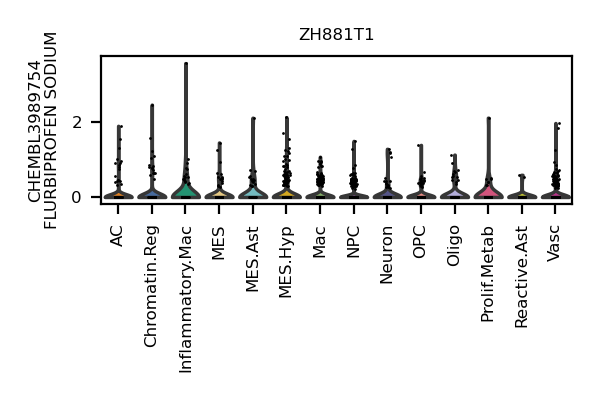 ZH881T1
CHEMBL3989754
FLURBIPROFEN SODIUM
2
0
AC
Chromatin.Reg
Inflammatory.Mac
MES
MES.Ast
MES.Hyp
Mac
NPC
Neuron
OPC
Oligo
Prolif.Metab
Reactive.Ast
Vasc